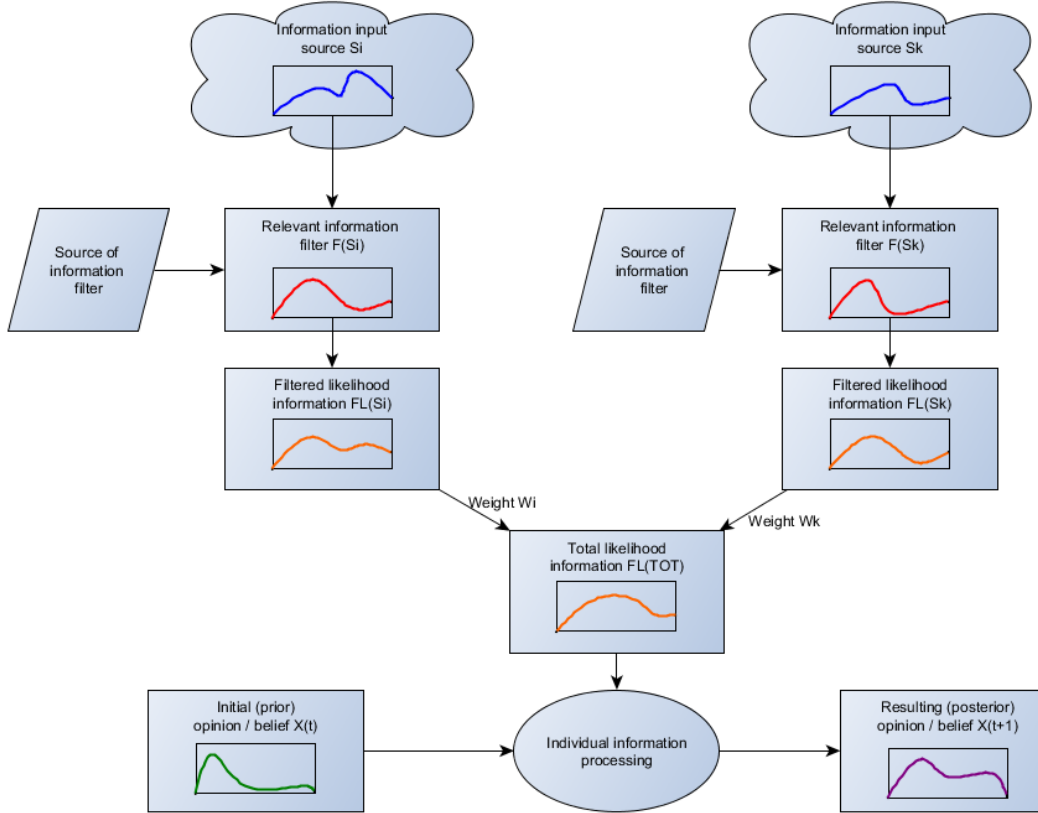 Information input
source Si
Information input
source Sk
Source of
information
filter
Relevant information
filter F(Si)
Source of
information
filter
Relevant information
filter F(Sk)
Filtered likelihood
information FL(Si)
Filtered likelihood
information FL(Sk)
Weight Wi
Weight Wk
Total likelihood
information FL(TOT)
Initial (prior)
opinion / belief X(t)
Individual information
processing
Resulting (posterior)
opinion / belief X(t+1)